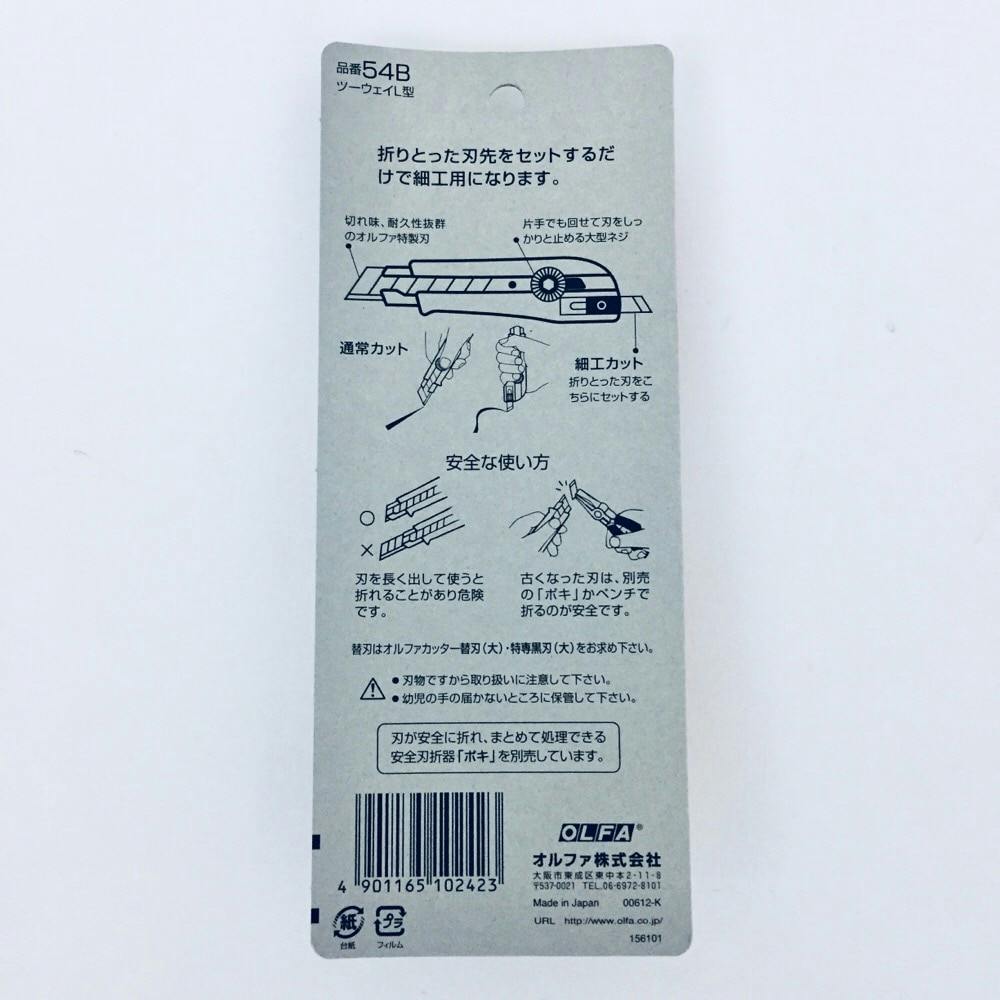 品番54B
ツーウェイL型
折りとった刃先をセットするだ
けで細工用になります。
切れ味、耐久性抜群
のオルファ特製刃
片手でも回せて刃をしっ
かりと止める大型ネジ
通常カット
細工カット
折りとった刃をこ
ちらにセットする
安全な使い方
○
×
刃を長く出して使うと
折れることがあり危険
です。
古くなった刃は、別売
の「ポキ」かペンチで
折るのが安全です。
替刃はオルファカッター替刃(大)・特専黒刃(大)をお求め下さい。
●刃物ですから取り扱いに注意して下さい。
●幼児の手の届かないところに保管して下さい。
刃が安全に折れ、まとめて処理できる
安全刃折器「ポキ」を別売しています。
4 901165 102423
OLFA®
オルファ株式会社
大阪市東成区東中本2-11-8
〒537-0021 TEL.06-6972-8101
Made in Japan 00612-K
URL http://www.olfa.co.jp/
156101
紙
台紙
プラ
フィルム